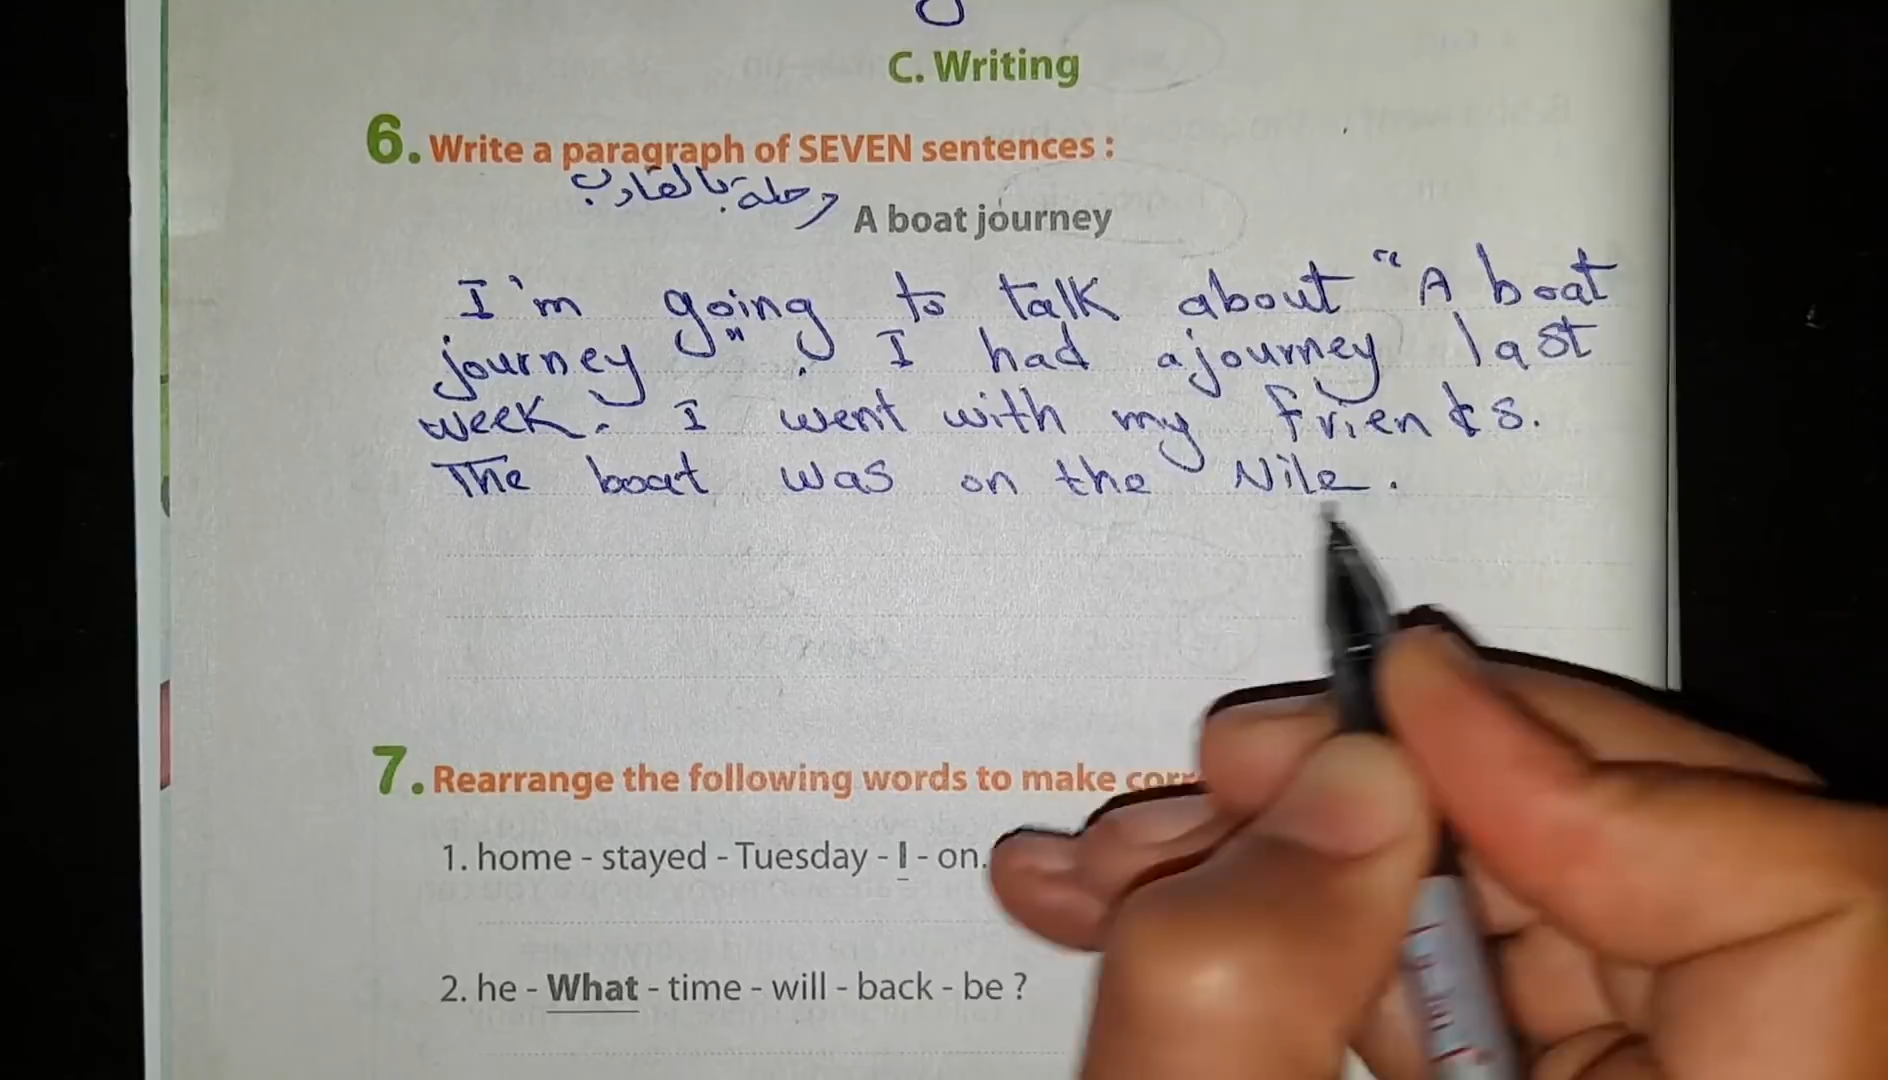 C. Writing
6. Write a paragraph of SEVEN sentences :
رحلة بالقارب
A boat journey
I'm going to talk about "A boat
journey". I had a journey last
week. I went with my friends.
The boat was on the Nile.
7. Rearrange the following words to make corr
1. home - stayed - Tuesday - I - on.
2. he - What - time - will - back - be ?